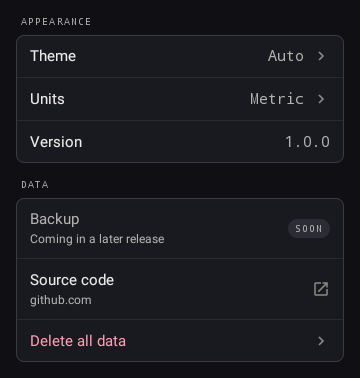 APPEARANCE
Theme Auto
Units Metric
Version 1.0.0
DATA
Backup
Coming in a later release
SOON
Source code
github.com
Delete all data